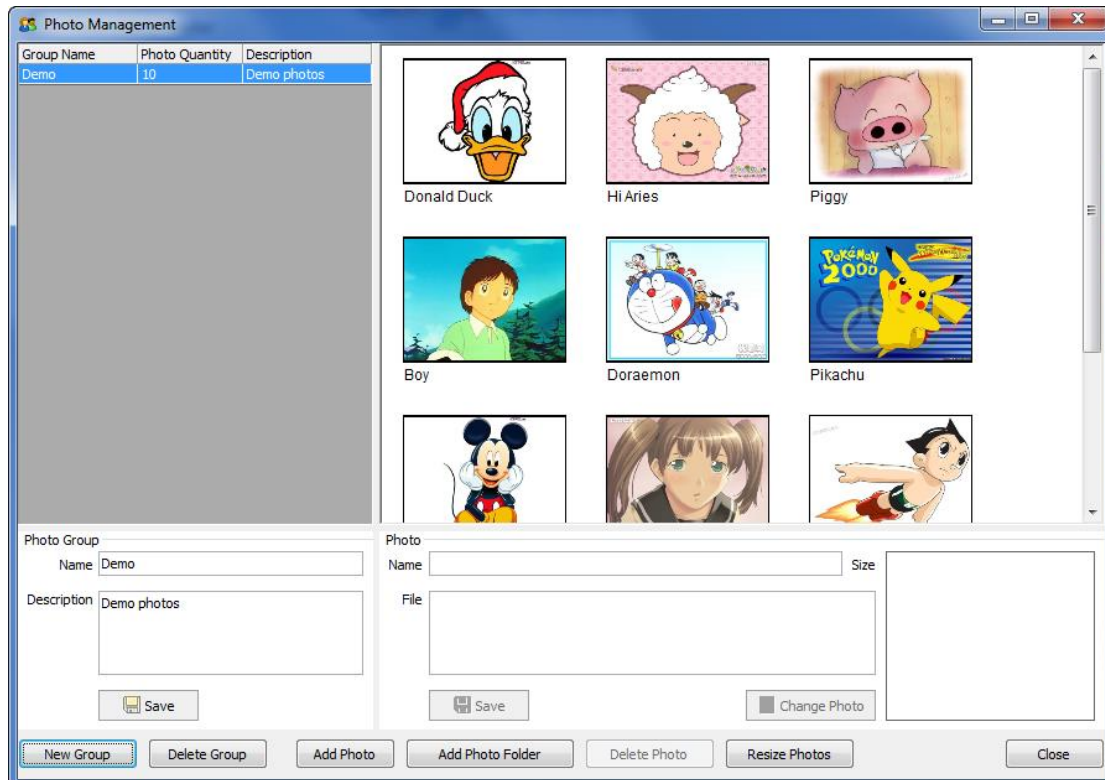 Photo Management
Group Name Photo Quantity Description
Demo 10 Demo photos
Donald Duck Hi Aries Piggy
POKéMON
2000
Boy Doraemon Pikachu
Photo Group
Name Demo
Description Demo photos
Save
Photo
Name Size
File
Save Change Photo
New Group Delete Group Add Photo Add Photo Folder Delete Photo Resize Photos Close